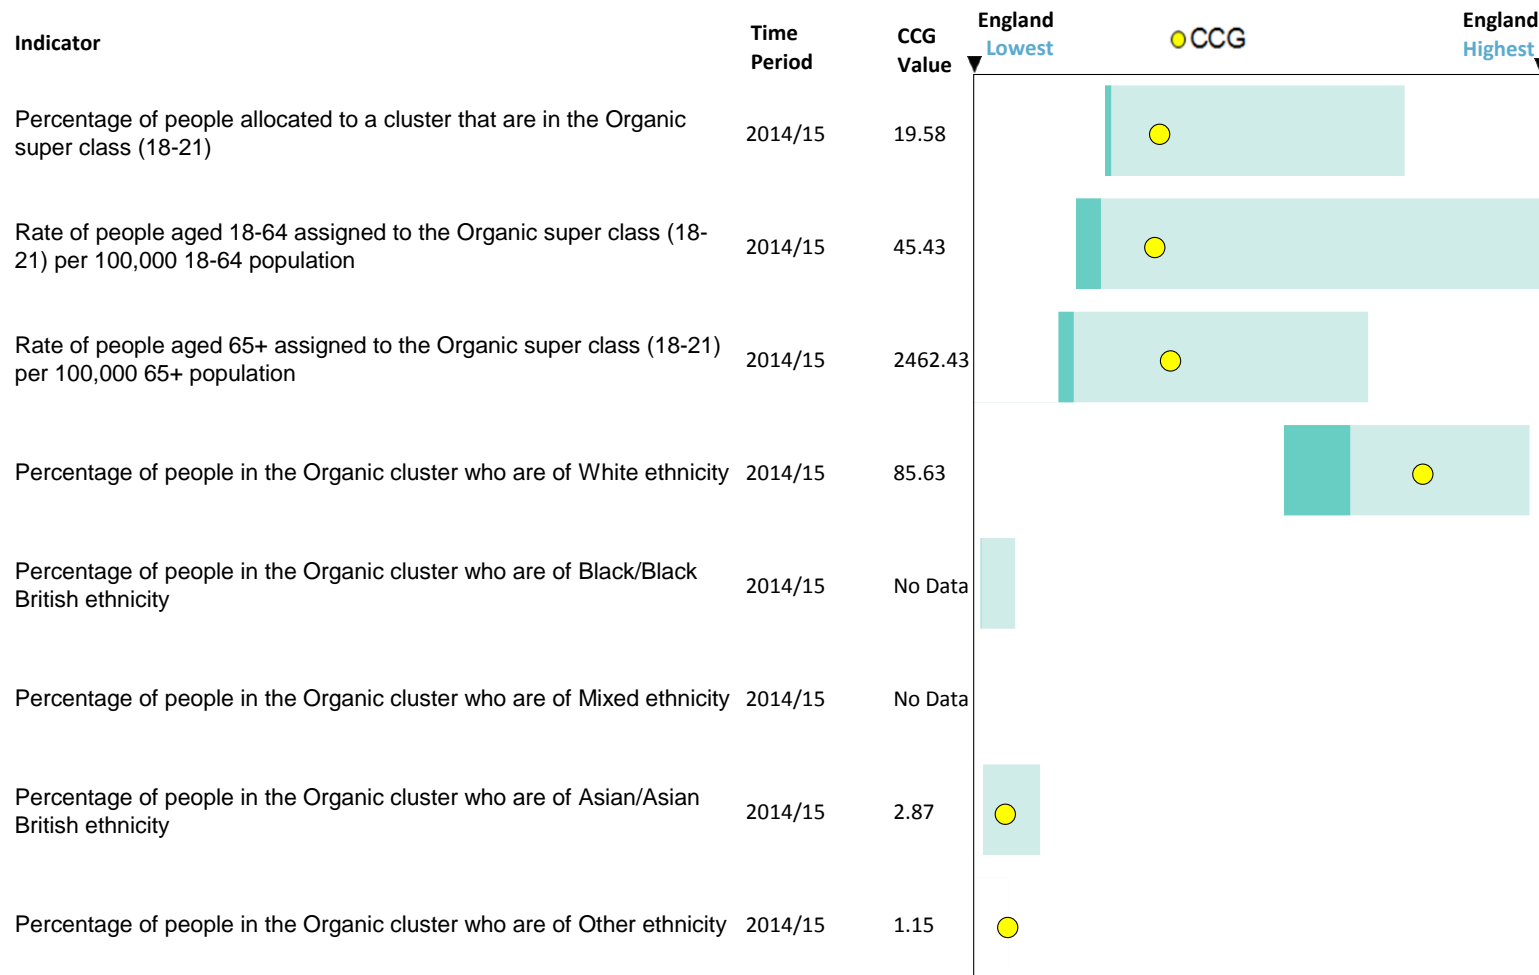 Indicator
Time
Period
CCG
Value
England
Lowest
CCG
England
Highest
Percentage of people allocated to a cluster that are in the Organic
super class (18-21)
2014/15
19.58
Rate of people aged 18-64 assigned to the Organic super class (18-
21) per 100,000 18-64 population
2014/15
45.43
Rate of people aged 65+ assigned to the Organic super class (18-21)
per 100,000 65+ population
2014/15
2462.43
Percentage of people in the Organic cluster who are of White ethnicity
2014/15
85.63
Percentage of people in the Organic cluster who are of Black/Black
British ethnicity
2014/15
No Data
Percentage of people in the Organic cluster who are of Mixed ethnicity
2014/15
No Data
Percentage of people in the Organic cluster who are of Asian/Asian
British ethnicity
2014/15
2.87
Percentage of people in the Organic cluster who are of Other ethnicity
2014/15
1.15